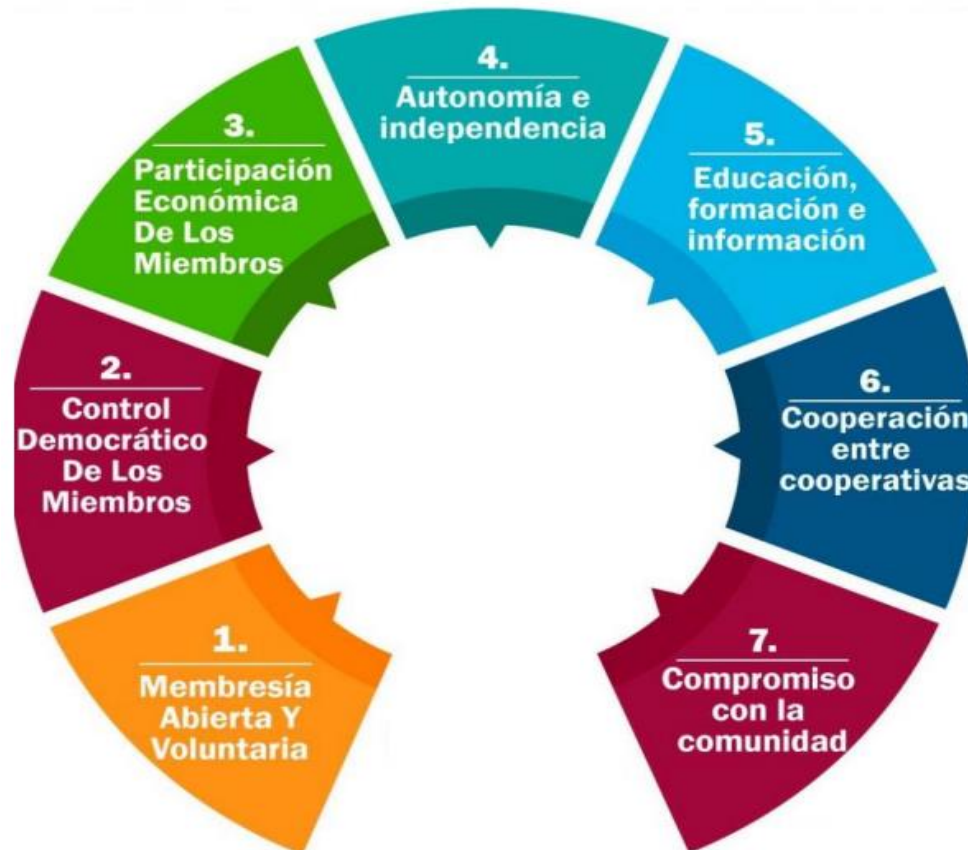 1.
Membresía
Abierta Y
Voluntaria
2.
Control
Democrático
De Los
Miembros
3.
Participación
Económica
De Los
Miembros
4.
Autonomía e
independencia
5.
Educación,
formación e
información
6.
Cooperación
entre
cooperativas
7.
Compromiso
con la
comunidad